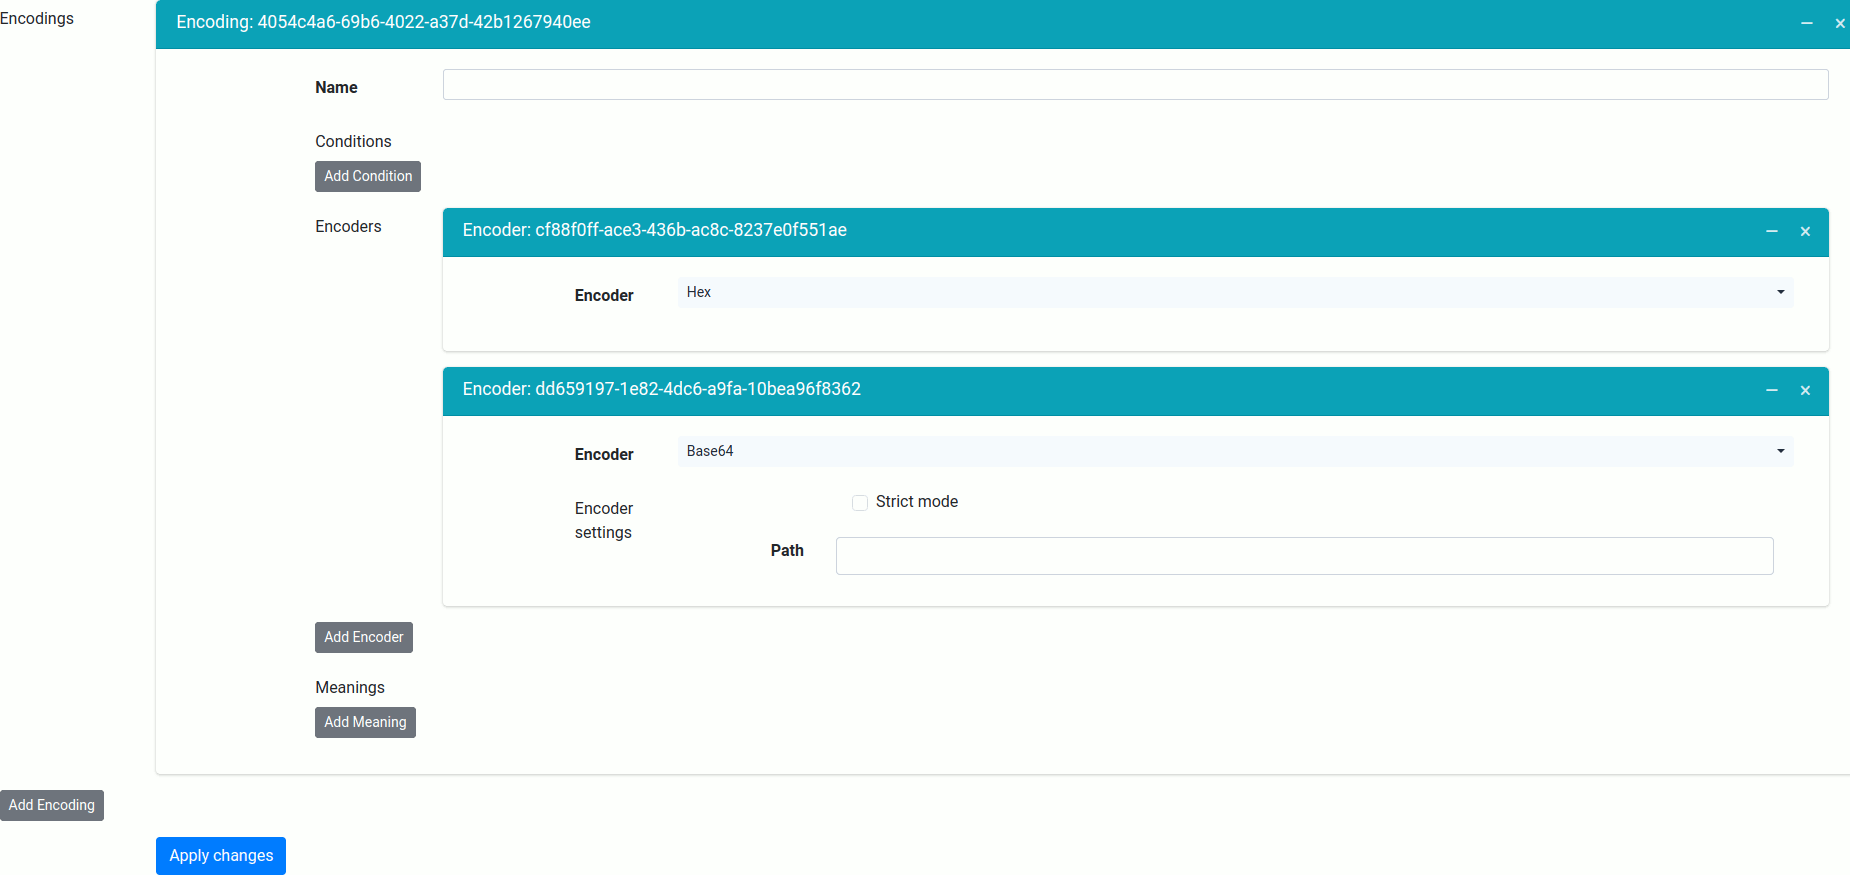 Encodings
Encoding: 4054c4a6-69b6-4022-a37d-42b1267940ee
Name
Conditions
Add Condition
Encoders
Encoder: cf88f0ff-ace3-436b-ac8c-8237e0f551ae
Encoder
Hex
Encoder: dd659197-1e82-4dc6-a9fa-10bea96f8362
Encoder
Base64
Encoder
settings
Strict mode
Path
Add Encoder
Meanings
Add Meaning
Add Encoding
Apply changes